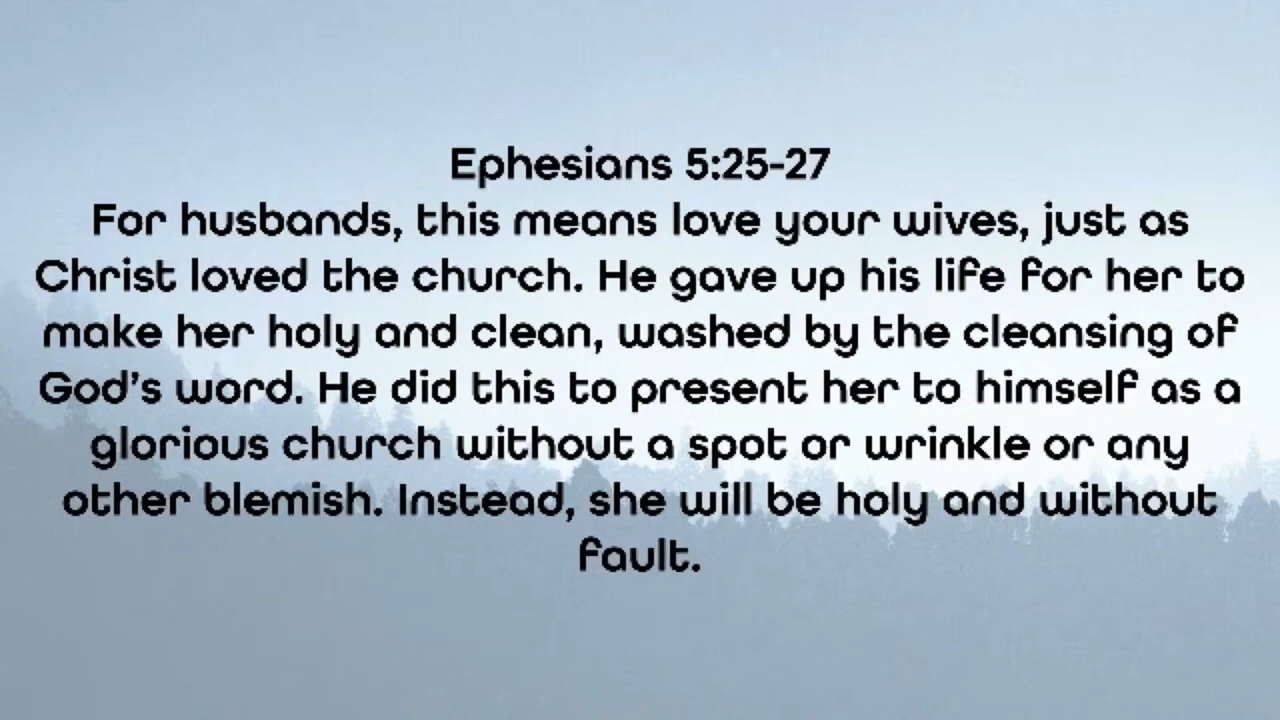 Ephesians 5:25-27
For husbands, this means love your wives, just as
Christ loved the church. He gave up his life for her to
make her holy and clean, washed by the cleansing of
God’s word. He did this to present her to himself as a
glorious church without a spot or wrinkle or any
other blemish. Instead, she will be holy and without
fault.